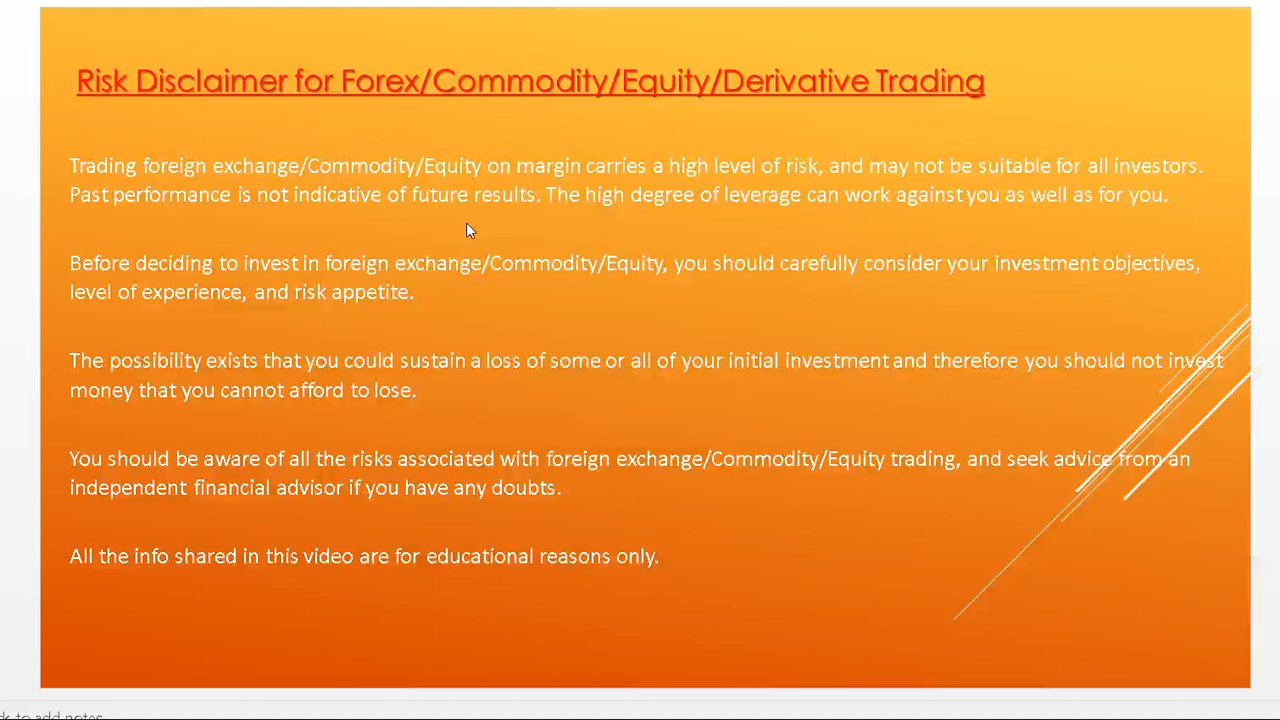 Risk Disclaimer for Forex/Commodity/Equity/Derivative Trading
Trading foreign exchange/Commodity/Equity on margin carries a high level of risk, and may not be suitable for all investors.
Past performance is not indicative of future results. The high degree of leverage can work against you as well as for you.
Before deciding to invest in foreign exchange/Commodity/Equity, you should carefully consider your investment objectives,
level of experience, and risk appetite.
The possibility exists that you could sustain a loss of some or all of your initial investment and therefore you should not invest
money that you cannot afford to lose.
You should be aware of all the risks associated with foreign exchange/Commodity/Equity trading, and seek advice from an
independent financial advisor if you have any doubts.
All the info shared in this video are for educational reasons only.
to add notes